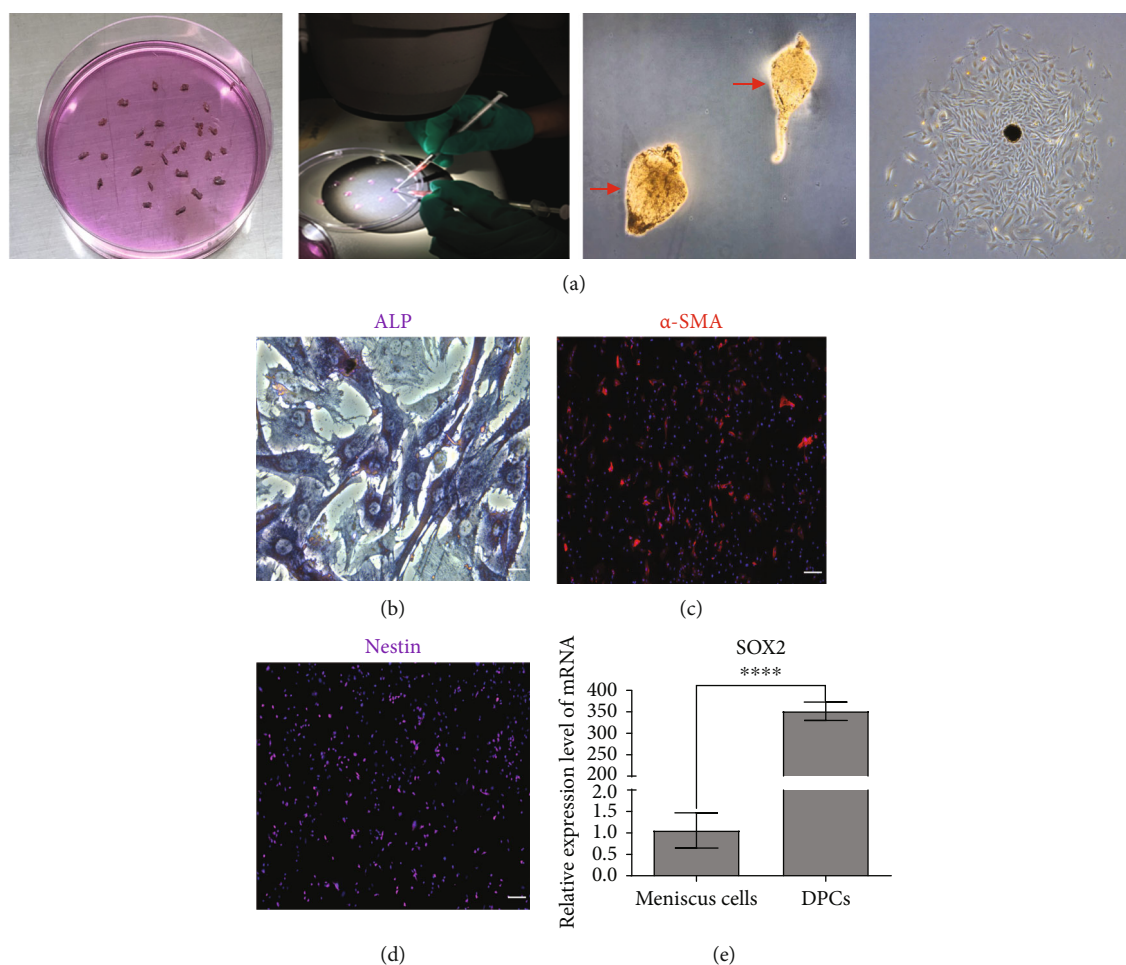 (a)
ALP
α-SMA
(b)
(c)
Nestin
SOX2
****
Relative expression level of mRNA
400
350
300
250
200
2.0
1.5
1.0
0.5
0.0
Meniscus cells
DPCs
(d)
(e)